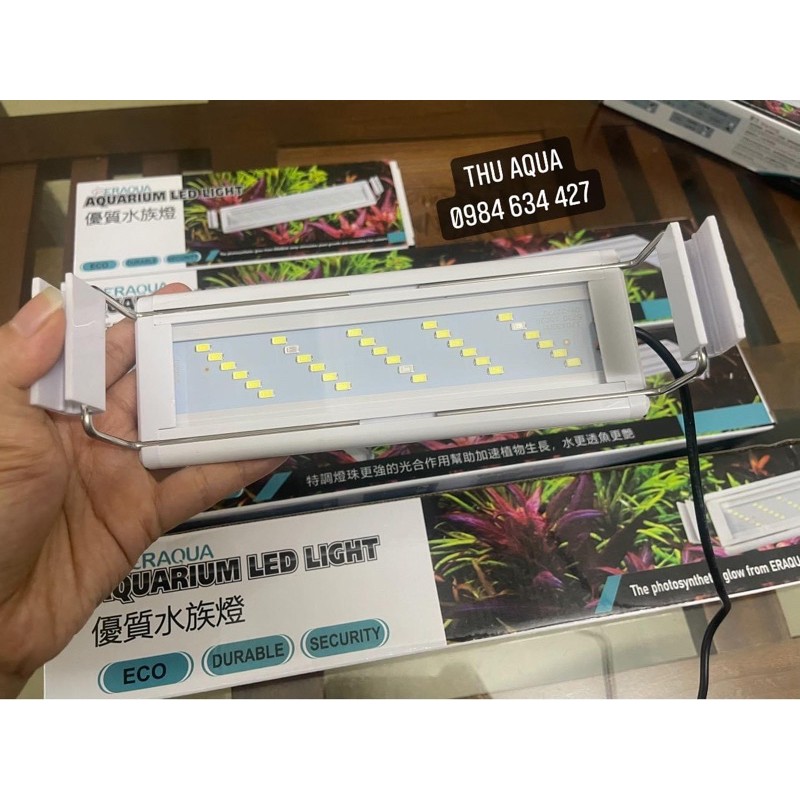 THU AQUA
0984 634 427
ERAQUA
AQUARIUM LED LIGHT
優質水族燈
ECO
DURABLE
SECURITY
ERAQUA
特調燈珠更強的光合作用幫助加速植物生長，水更透魚更艷
ERAQUA
AQUARIUM LED LIGHT
優質水族燈
ECO
DURABLE
SECURITY
The photosynthet glow from ERAQU